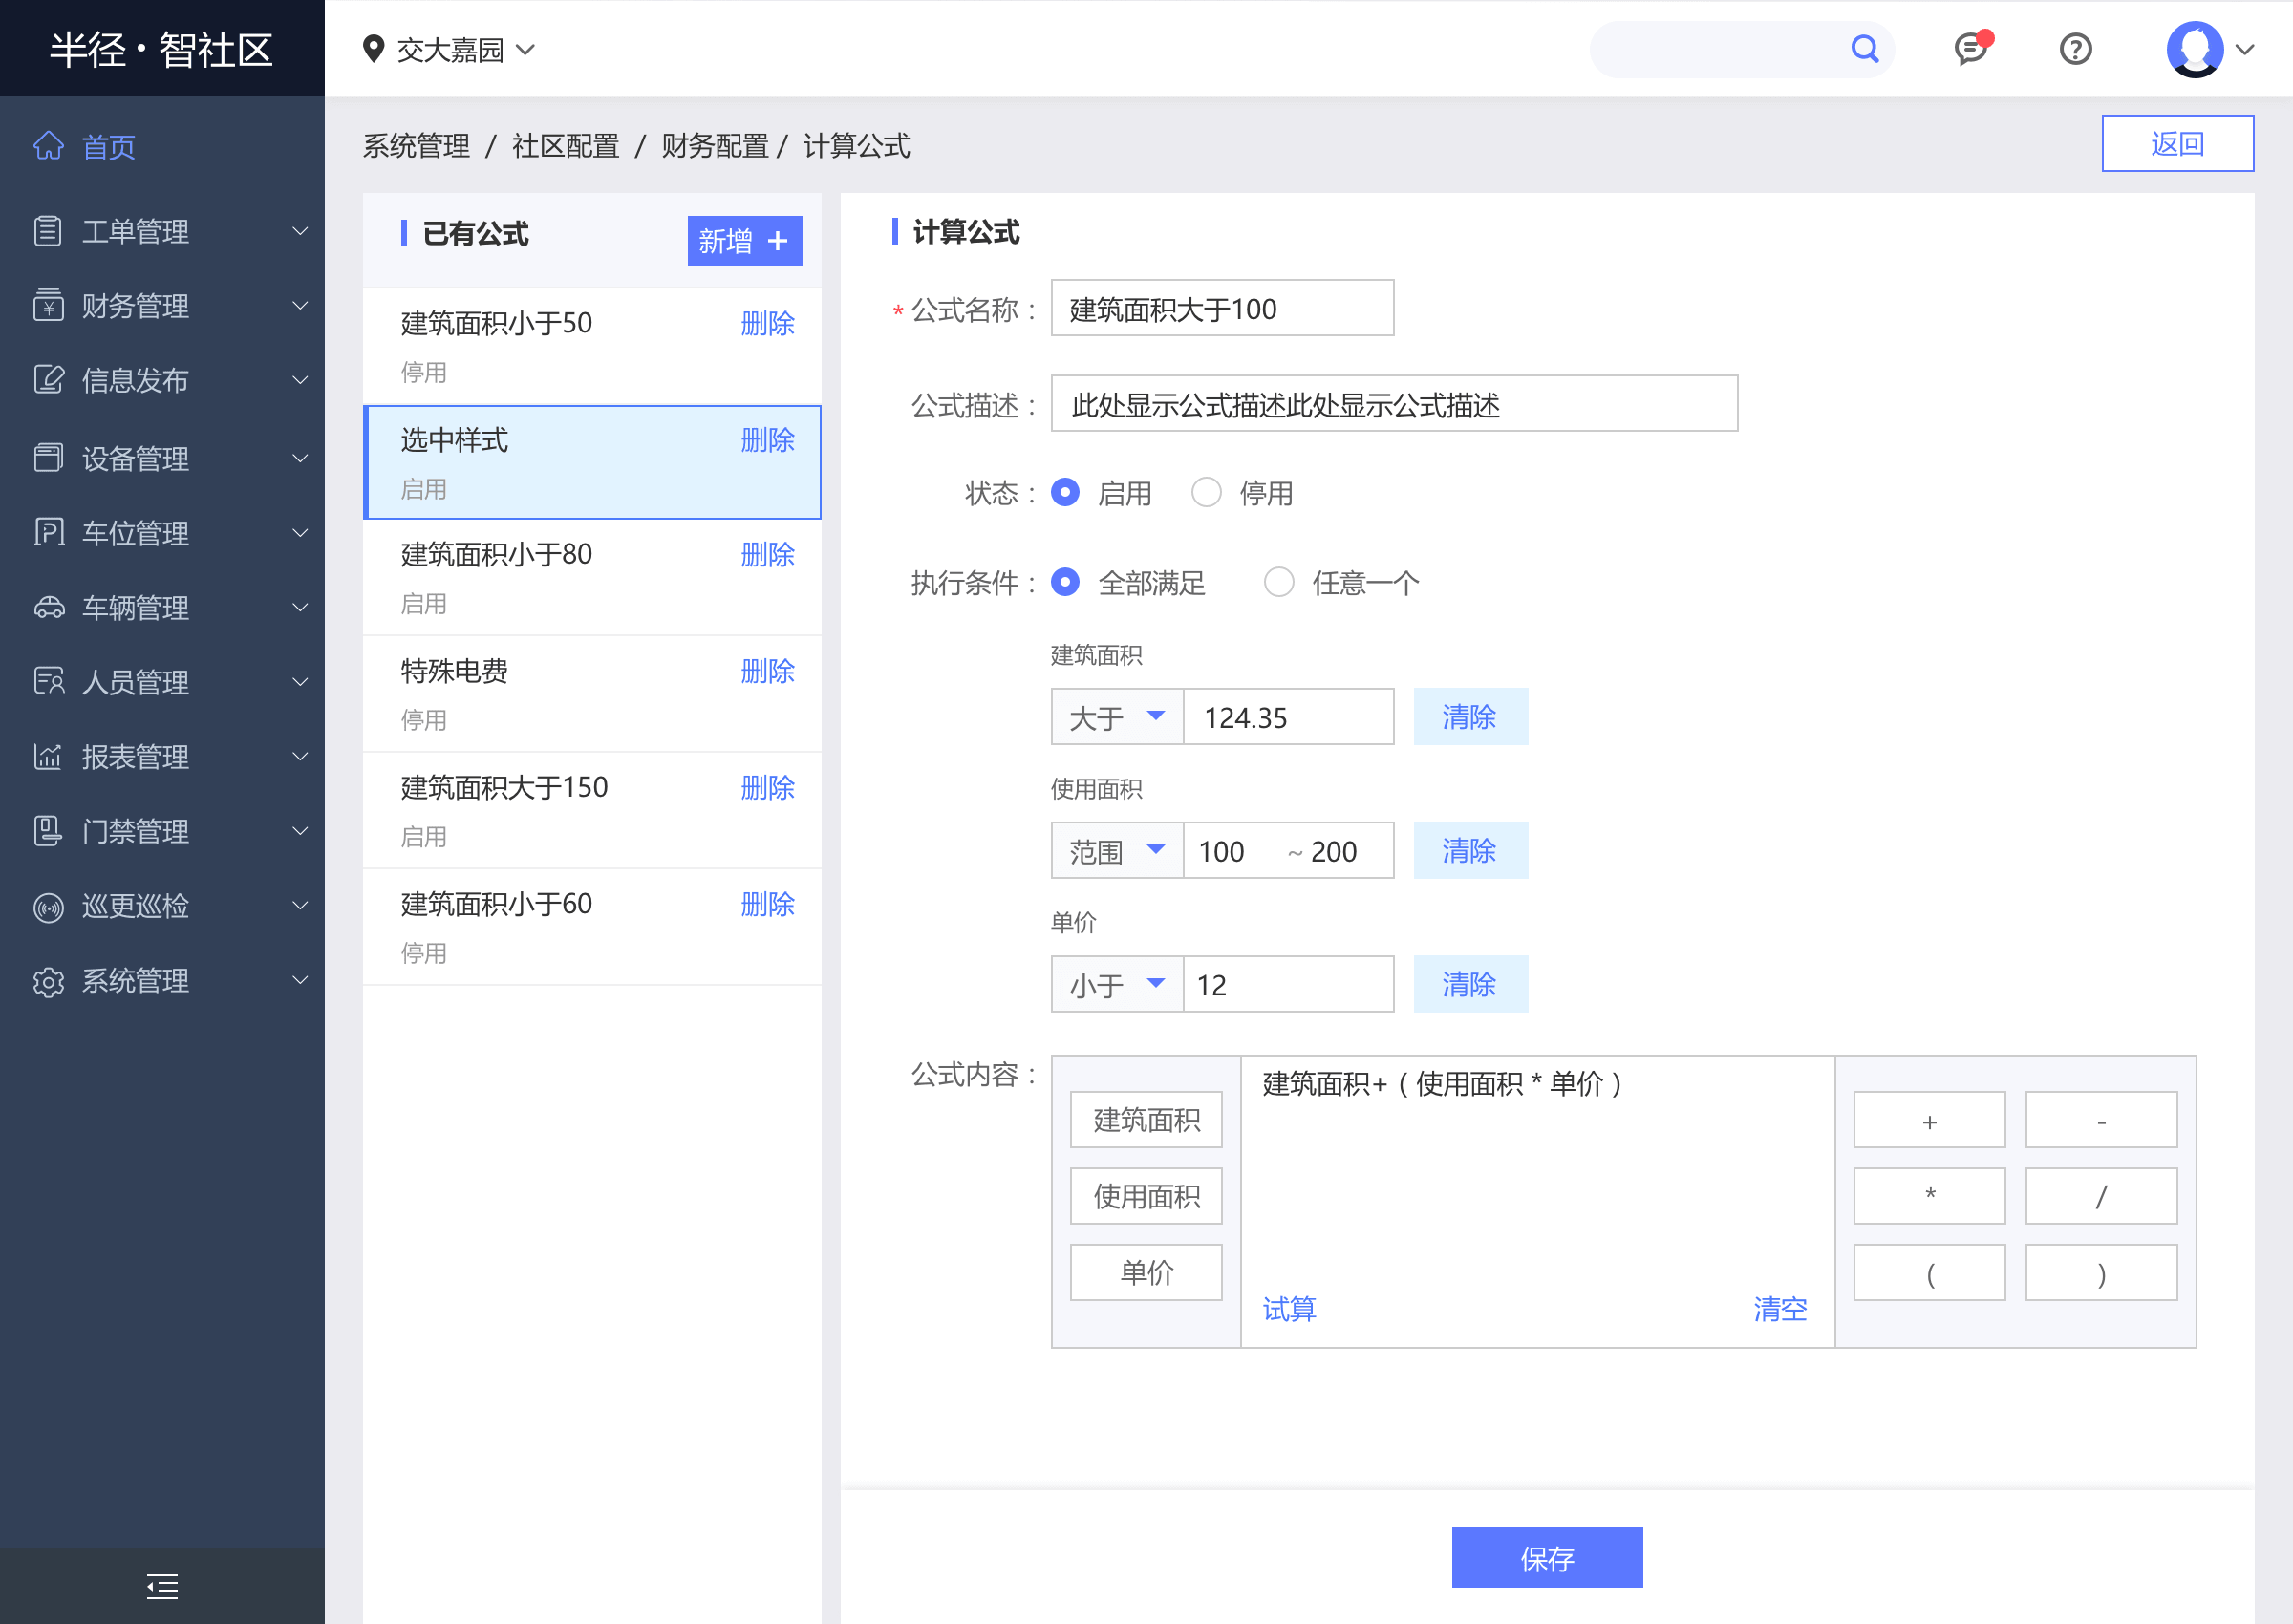 半径·智社区
交大嘉园
首页
工单管理
财务管理
信息发布
设备管理
车位管理
车辆管理
人员管理
报表管理
门禁管理
巡更巡检
系统管理
系统管理 / 社区配置 / 财务配置 / 计算公式
返回
已有公式
新增 +
建筑面积小于50 删除
停用
选中样式 删除
启用
建筑面积小于80 删除
启用
特殊电费 删除
停用
建筑面积大于150 删除
启用
建筑面积小于60 删除
停用
计算公式
* 公式名称： 建筑面积大于100
公式描述： 此处显示公式描述此处显示公式描述
状态： 启用 停用
执行条件： 全部满足 任意一个
建筑面积
大于 124.35 清除
使用面积
范围 100 ~ 200 清除
单价
小于 12 清除
公式内容：
建筑面积
使用面积
单价
建筑面积+（使用面积 * 单价）
试算 清空
+ -
* /
( )
保存